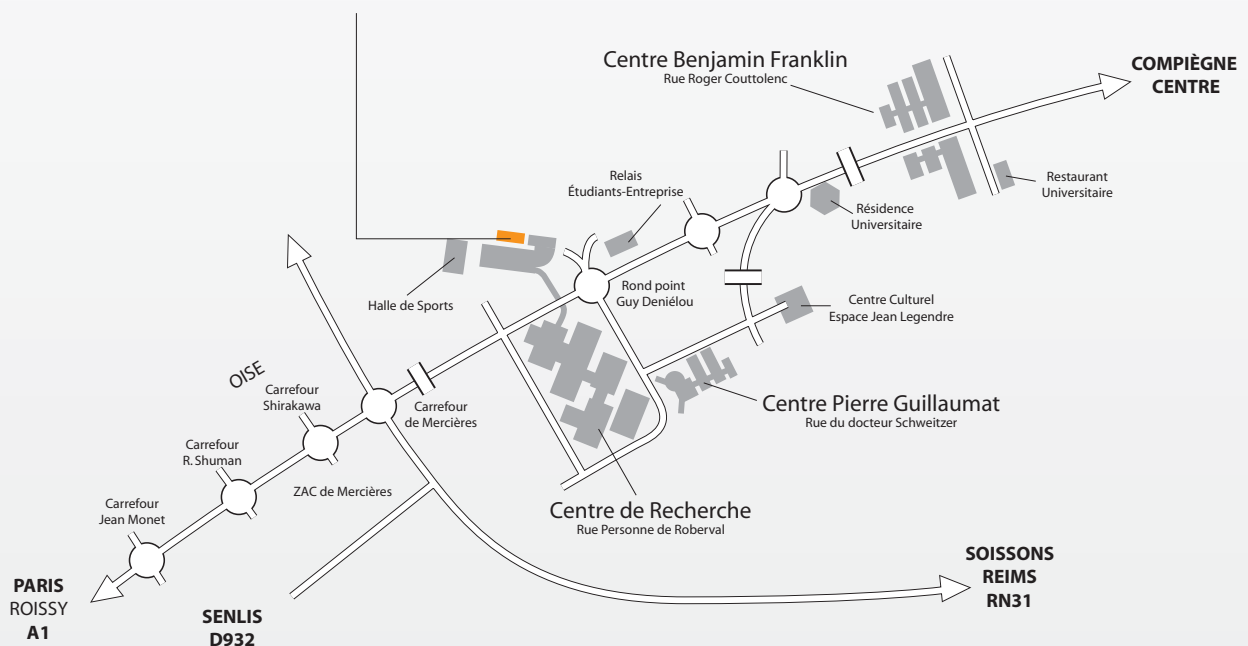 Centre Benjamin Franklin
Rue Roger Couttolenc
COMPIÈGNE
CENTRE
Relais
Étudiants-Entreprise
Restaurant
Universitaire
Résidence
Universitaire
Halle de Sports
Rond point
Guy Deniélou
Centre Culturel
Espace Jean Legendre
OISE
Carrefour
Shirakawa
Carrefour
de Mercières
Centre Pierre Guillaumat
Rue du docteur Schweitzer
Carrefour
R. Shuman
ZAC de Mercières
Carrefour
Jean Monet
Centre de Recherche
Rue Personne de Roberval
PARIS
ROISSY
A1
SENLIS
D932
SOISSONS
REIMS
RN31